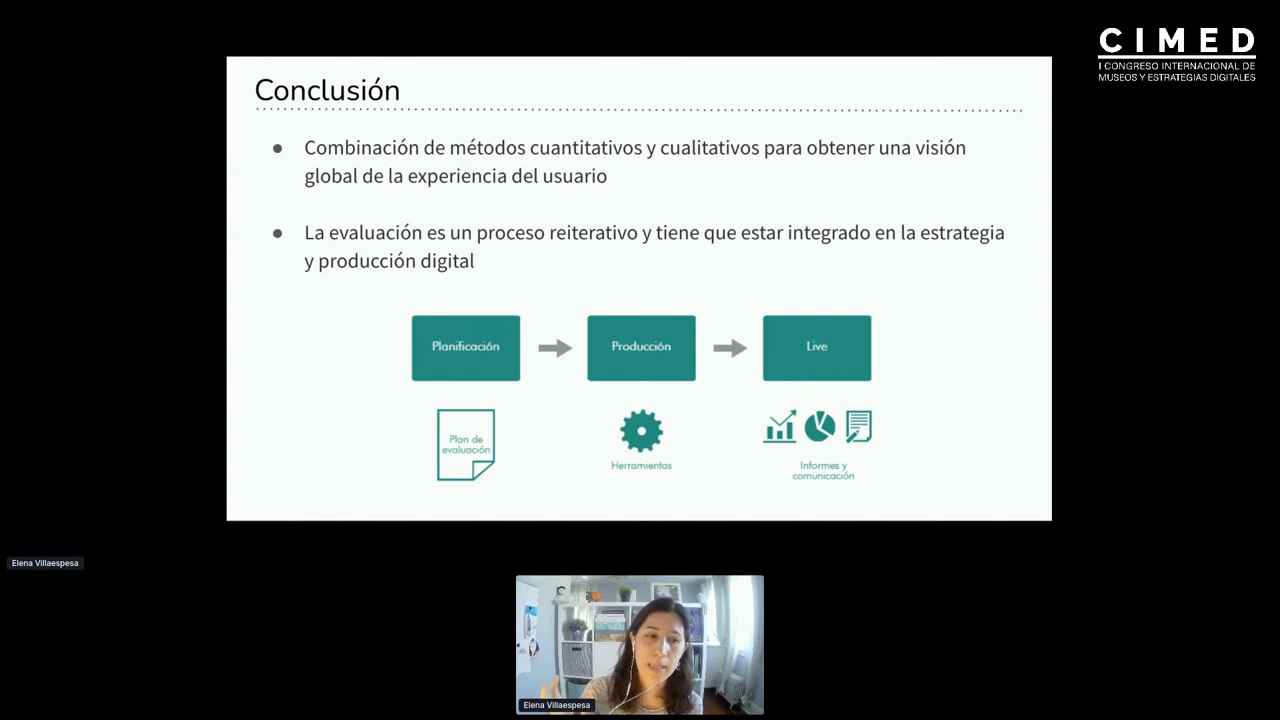 CIMED
I CONGRESO INTERNACIONAL DE
MUSEOS Y ESTRATEGIAS DIGITALES
Conclusión
● Combinación de métodos cuantitativos y cualitativos para obtener una visión
global de la experiencia del usuario
● La evaluación es un proceso reiterativo y tiene que estar integrado en la estrategia
y producción digital
Planificación
Producción
Live
Plan de
evaluación
Herramientas
Informes y
comunicación
Elena Villaespesa
Elena Villaespesa